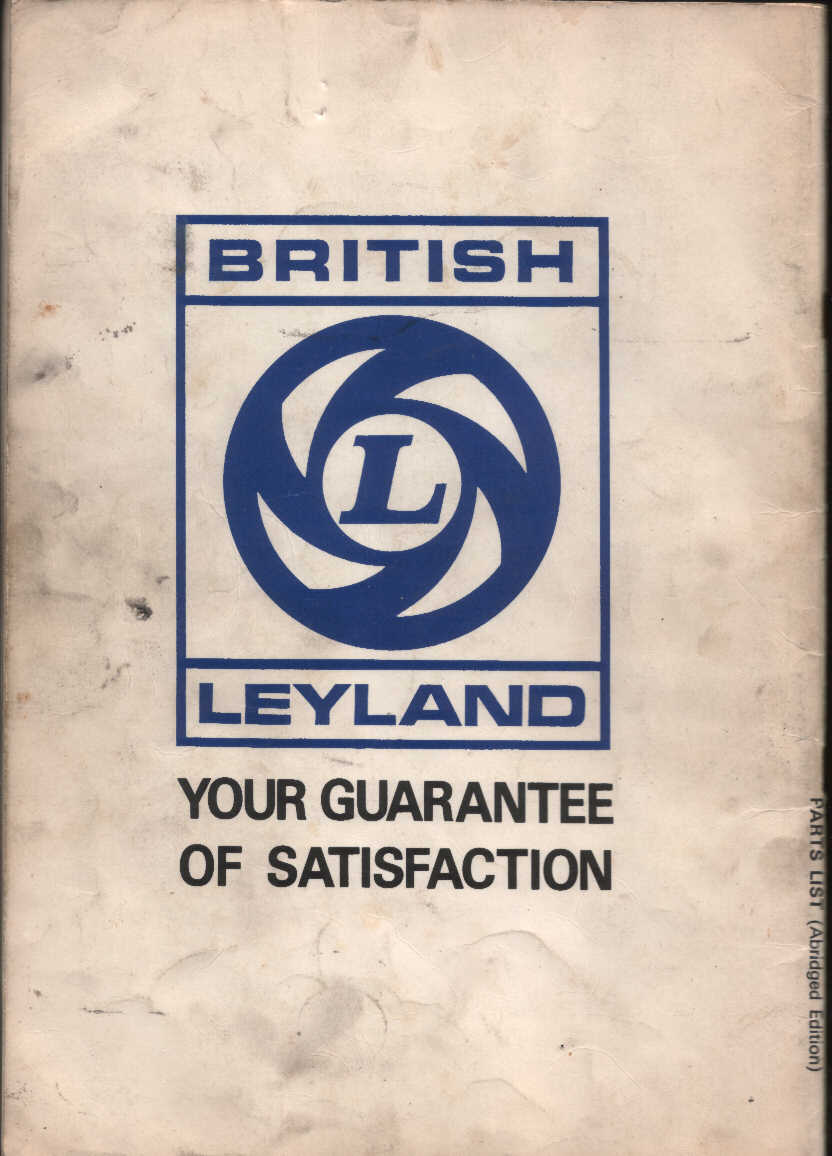 BRITISH
L
LEYLAND
YOUR GUARANTEE
OF SATISFACTION
PARTS LIST (Abridged Edition)